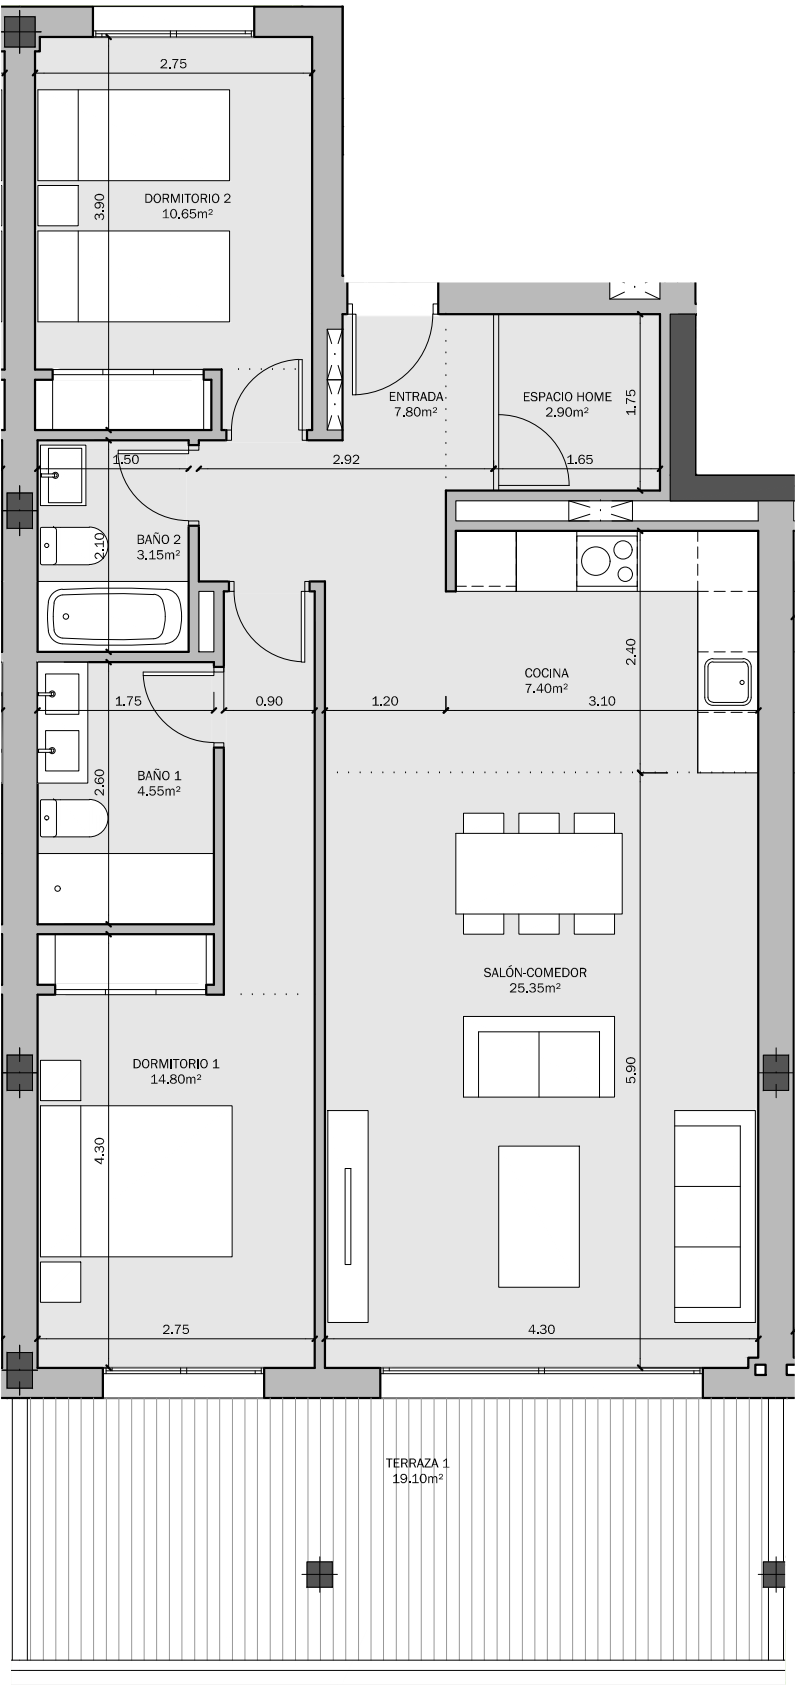 2.75
3.90
DORMITORIO 2
10.65m²
ENTRADA
7.80m²
ESPACIO HOME
2.90m²
1.75
1.50
2.92
1.65
2.10
BAÑO 2
3.15m²
2.40
COCINA
7.40m²
1.75
0.90
1.20
3.10
2.60
BAÑO 1
4.55m²
SALÓN-COMEDOR
25.35m²
DORMITORIO 1
14.80m²
5.90
4.30
2.75
4.30
TERRAZA 1
19.10m²